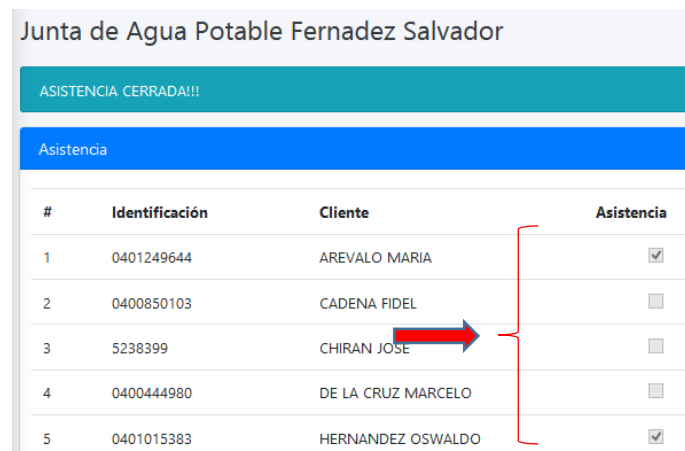 Junta de Agua Potable Fernadez Salvador
ASISTENCIA CERRADA!!!
Asistencia
# Identificación Cliente Asistencia
1 0401249644 AREVALO MARIA
2 0400850103 CADENA FIDEL
3 5238399 CHIRAN JOSE
4 0400444980 DE LA CRUZ MARCELO
5 0401015383 HERNANDEZ OSWALDO